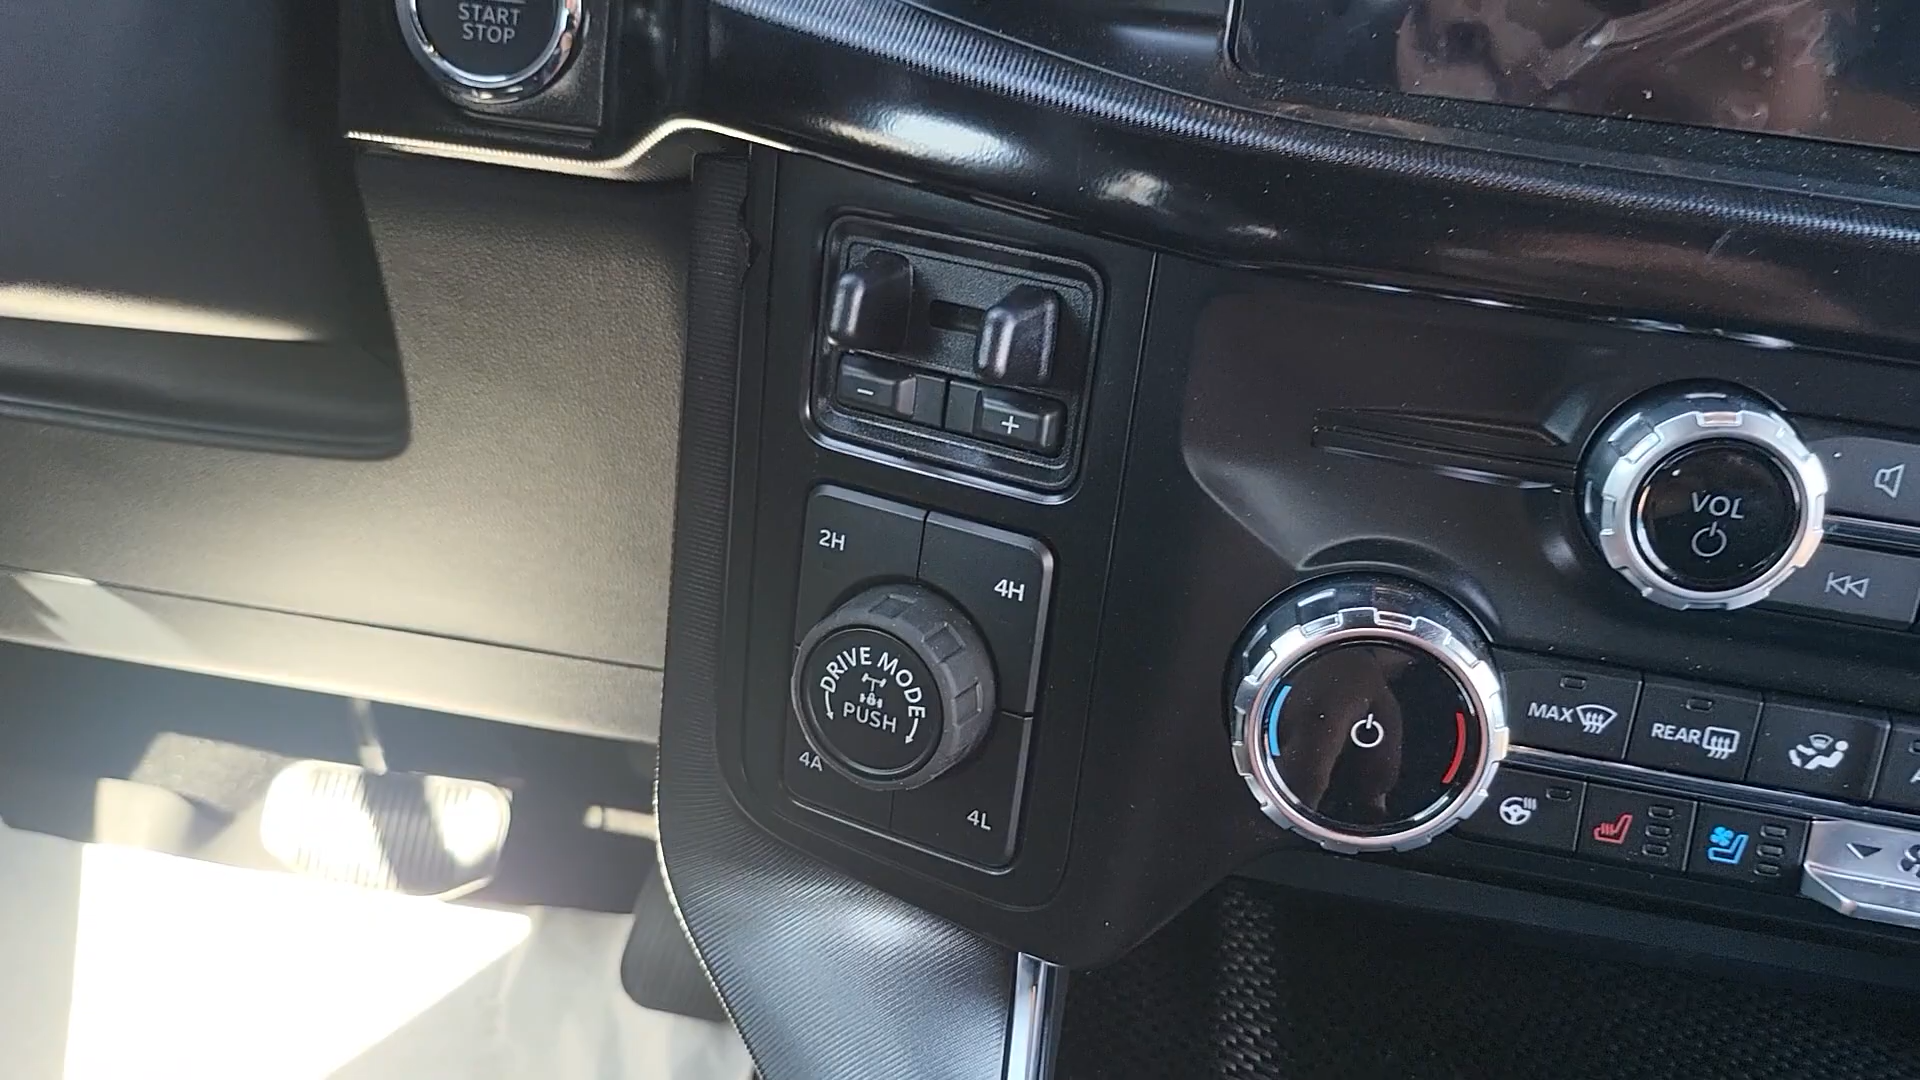 START
STOP
-
+
2H
4H
DRIVE MODE
PUSH
4A
4L
VOL
MAX
REAR